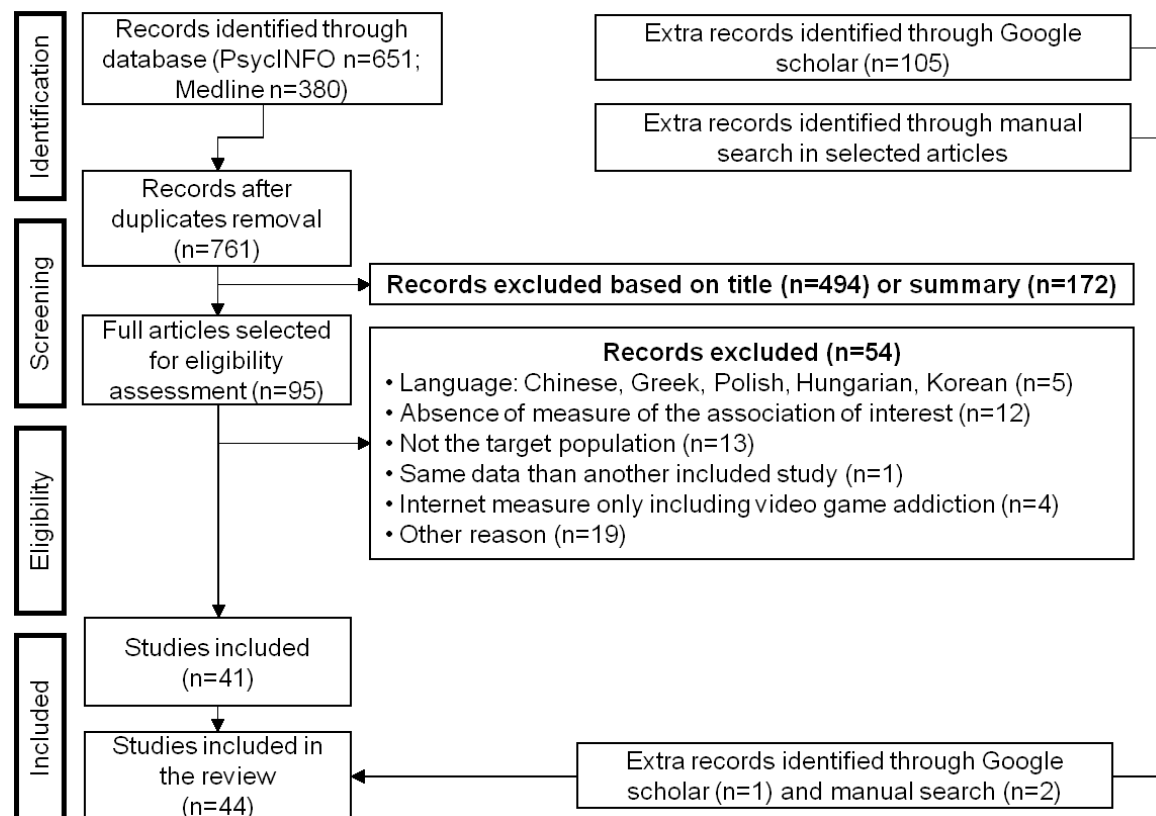 Identification
Records identified through
database (PsycINFO n=651;
Medline n=380)
Extra records identified through Google
scholar (n=105)
Extra records identified through manual
search in selected articles
Records after
duplicates removal
(n=761)
Screening
Records excluded based on title (n=494) or summary (n=172)
Full articles selected
for eligibility
assessment (n=95)
Records excluded (n=54)
• Language: Chinese, Greek, Polish, Hungarian, Korean (n=5)
• Absence of measure of the association of interest (n=12)
• Not the target population (n=13)
• Same data than another included study (n=1)
• Internet measure only including video game addiction (n=4)
• Other reason (n=19)
Eligibility
Included
Studies included
(n=41)
Studies included in
the review
(n=44)
Extra records identified through Google
scholar (n=1) and manual search (n=2)